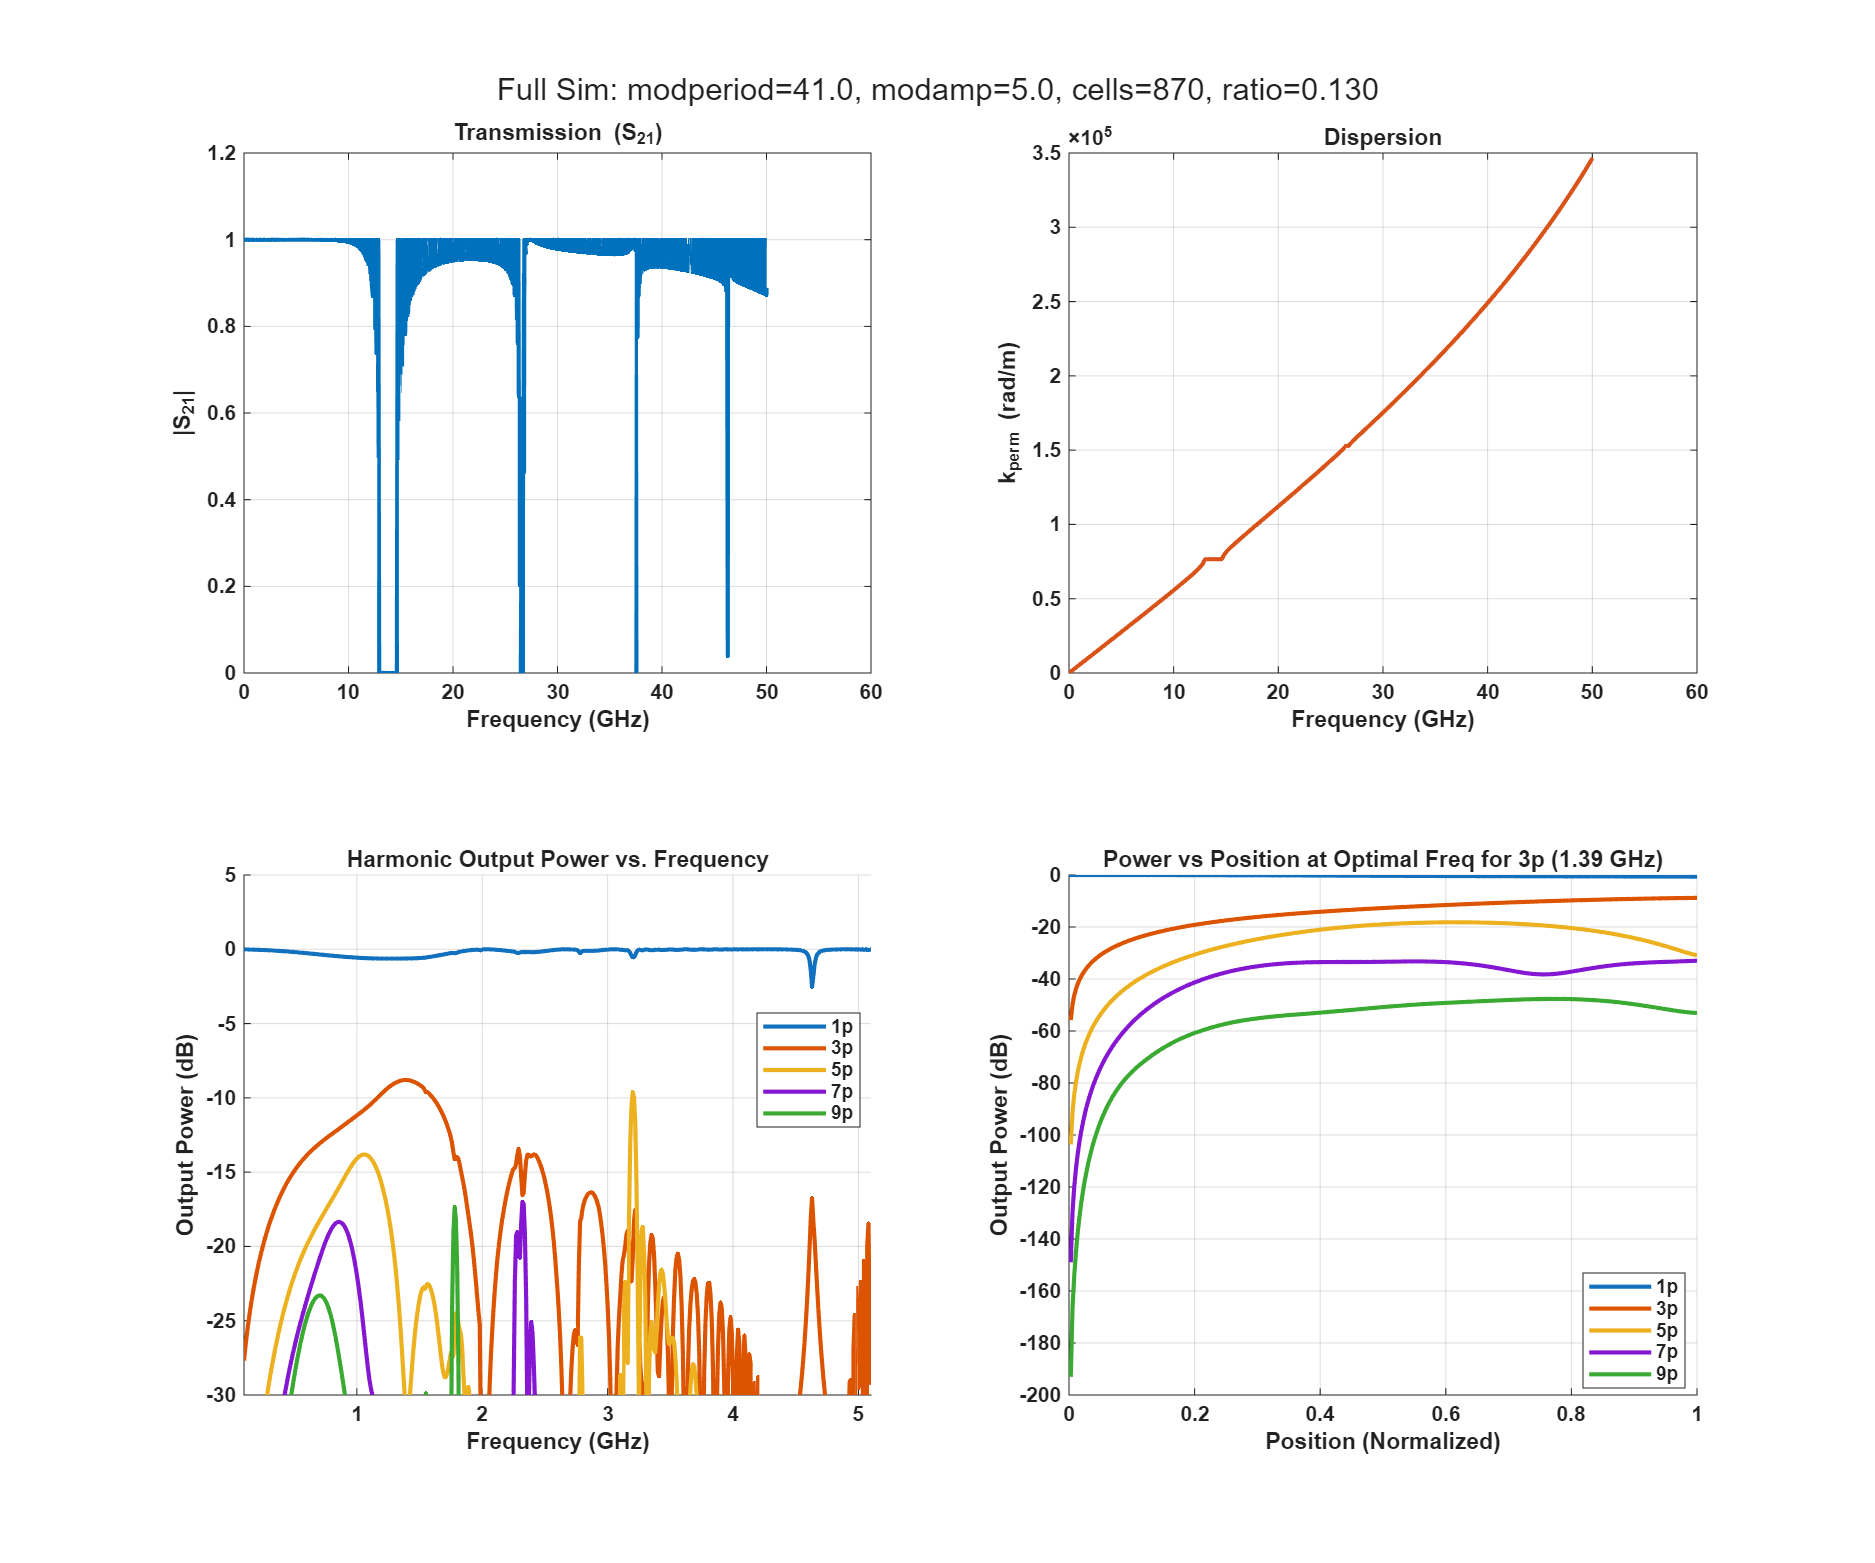 Full Sim: modperiod=41.0, modamp=5.0, cells=870, ratio=0.130
Transmission (S21)
1.2
1
0.8
0.6
0.4
0.2
0
|S21|
0 10 20 30 40 50 60
Frequency (GHz)
×10^5
Dispersion
3.5
3
2.5
2
1.5
1
0.5
0
kperm (rad/m)
0 10 20 30 40 50 60
Frequency (GHz)
Harmonic Output Power vs. Frequency
5
0
-5
-10
-15
-20
-25
-30
Output Power (dB)
1p
3p
5p
7p
9p
1 2 3 4 5
Frequency (GHz)
Power vs Position at Optimal Freq for 3p (1.39 GHz)
0
-20
-40
-60
-80
-100
-120
-140
-160
-180
-200
Output Power (dB)
1p
3p
5p
7p
9p
0 0.2 0.4 0.6 0.8 1
Position (Normalized)